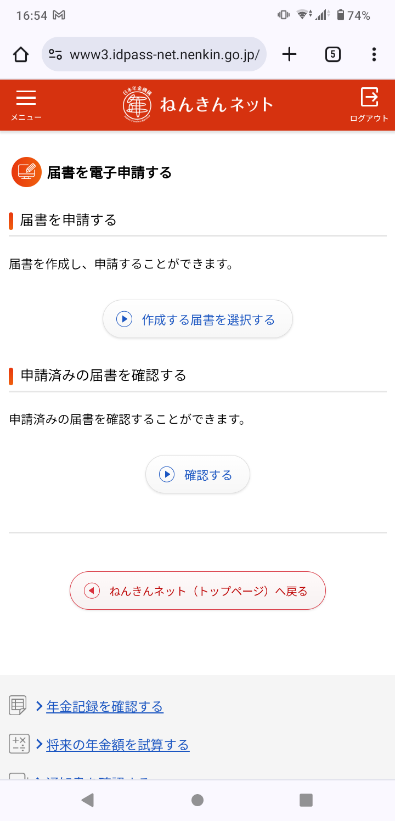 16:54
74%
www3.idpass-net.nenkin.go.jp/
5
日本年金機構
年
ねんきんネット
メニュー
ログアウト
届書を電子申請する
届書を申請する
届書を作成し、申請することができます。
作成する届書を選択する
申請済みの届書を確認する
申請済みの届書を確認することができます。
確認する
ねんきんネット（トップページ）へ戻る
年金記録を確認する
将来の年金額を試算する